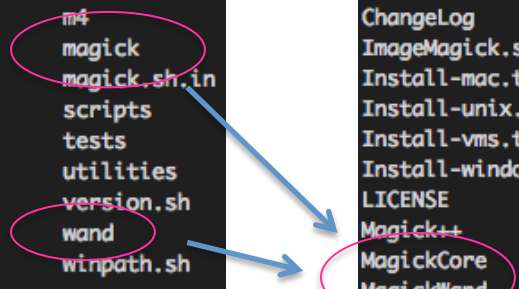 m4
magick
magick.sh.in
scripts
tests
utilities
version.sh
wand
winpath.sh
ChangeLog
ImageMagick.s
Install-mac.t
Install-unix.
Install-vms.t
Install-windo
LICENSE
Magick++
MagickCore
MagickWand